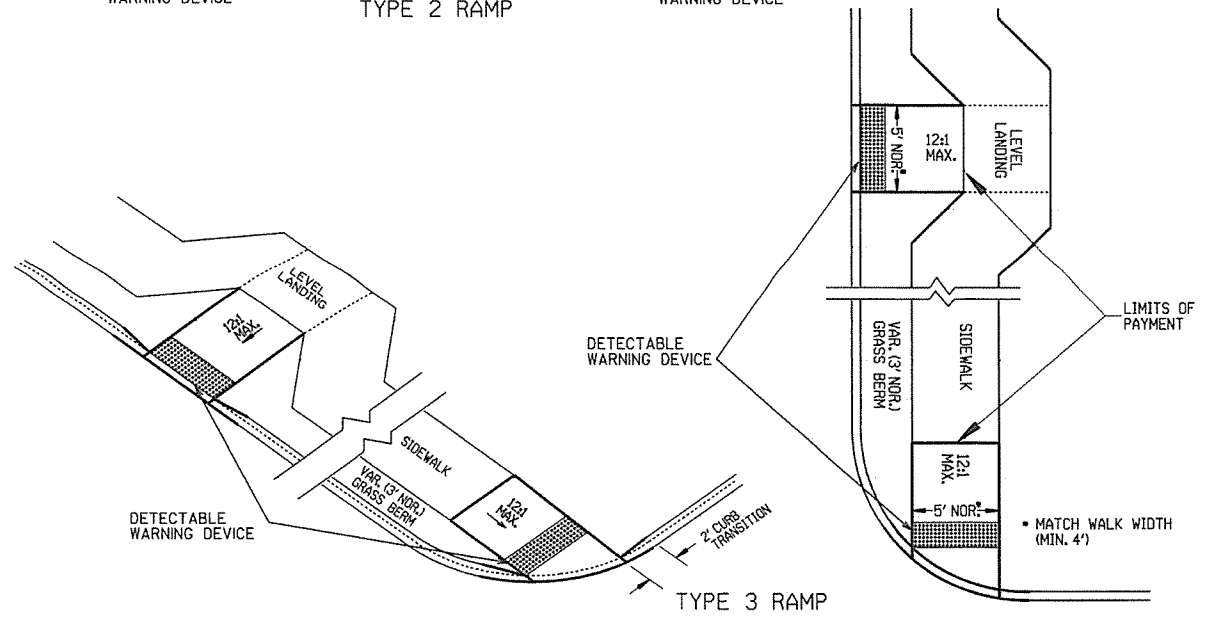 WARNING DEVICE
TYPE 2 RAMP
WARNING DEVICE
LEVEL
LANDING
12:1
MAX.
DETECTABLE
WARNING DEVICE
SIDEWALK
VAR. (3' NOR.)
GRASS BERM
12:1
MAX.
2' CURB
TRANSITION
TYPE 3 RAMP
5' NOR.*
12:1
MAX.
LEVEL
LANDING
LIMITS OF
PAYMENT
DETECTABLE
WARNING DEVICE
VAR. (3' NOR.)
GRASS BERM
SIDEWALK
12:1
MAX.
5' NOR.*
* MATCH WALK WIDTH
(MIN. 4')